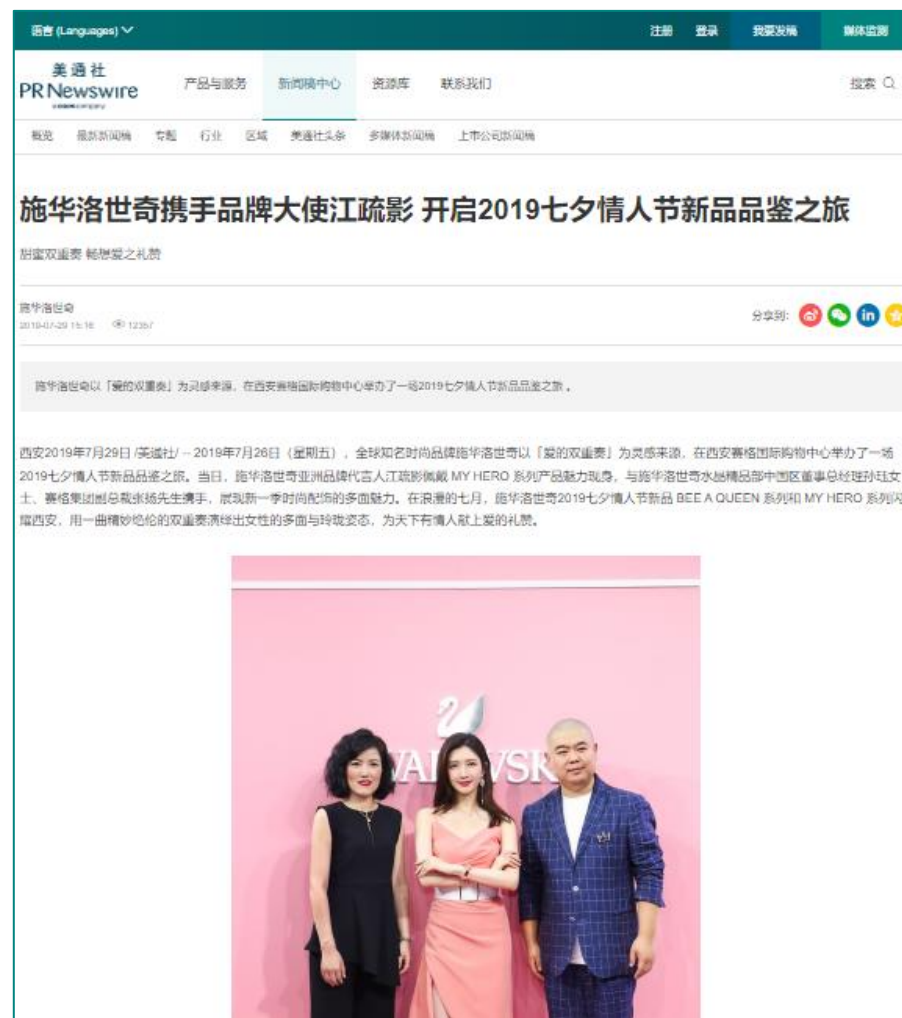 语言 (Languages)
注册 登录 我要发稿 媒体监测
美通社
PR Newswire
a cision company
产品与服务 新闻稿中心 资源库 联系我们
搜索
概览 最新新闻稿 专题 行业 区域 美通社头条 多媒体新闻稿 上市公司新闻稿
施华洛世奇携手品牌大使江疏影 开启2019七夕情人节新品品鉴之旅
甜蜜双重奏 畅想爱之礼赞
施华洛世奇
2019-07-29 15:16 12357
分享到:
施华洛世奇以「爱的双重奏」为灵感来源，在西安赛格国际购物中心举办了一场2019七夕情人节新品品鉴之旅 。
西安2019年7月29日 /美通社/ -- 2019年7月26日（星期五），全球知名时尚品牌施华洛世奇以「爱的双重奏」为灵感来源，在西安赛格国际购物中心举办了一场
2019七夕情人节新品品鉴之旅。当日，施华洛世奇亚洲品牌代言人江疏影佩戴 MY HERO 系列产品魅力现身，与施华洛世奇水晶精品部中国区董事总经理孙珏女
士、赛格集团副总裁张扬先生携手，展现新一季时尚配饰的多面魅力。在浪漫的七月，施华洛世奇2019七夕情人节新品 BEE A QUEEN 系列和 MY HERO 系列闪
耀西安，用一曲精妙绝伦的双重奏演绎出女性的多面与玲珑姿态，为天下有情人献上爱的礼赞。